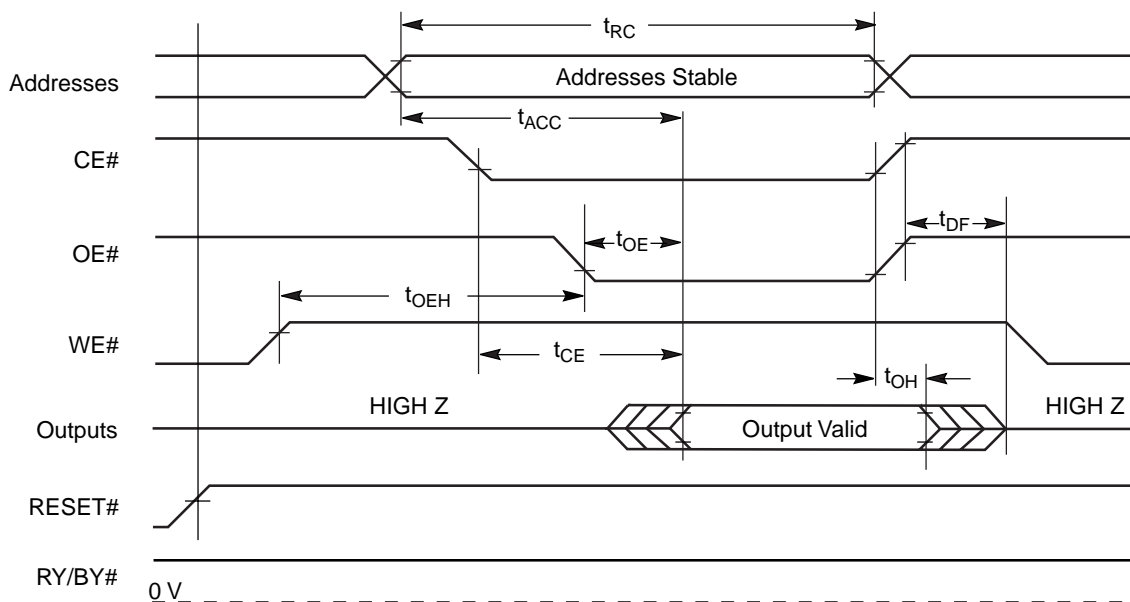 tRC
Addresses
Addresses Stable
tACC
CE#
tDF
OE#
tOE
tOEH
WE#
tCE
tOH
HIGH Z
HIGH Z
Outputs
Output Valid
RESET#
RY/BY#
0 V